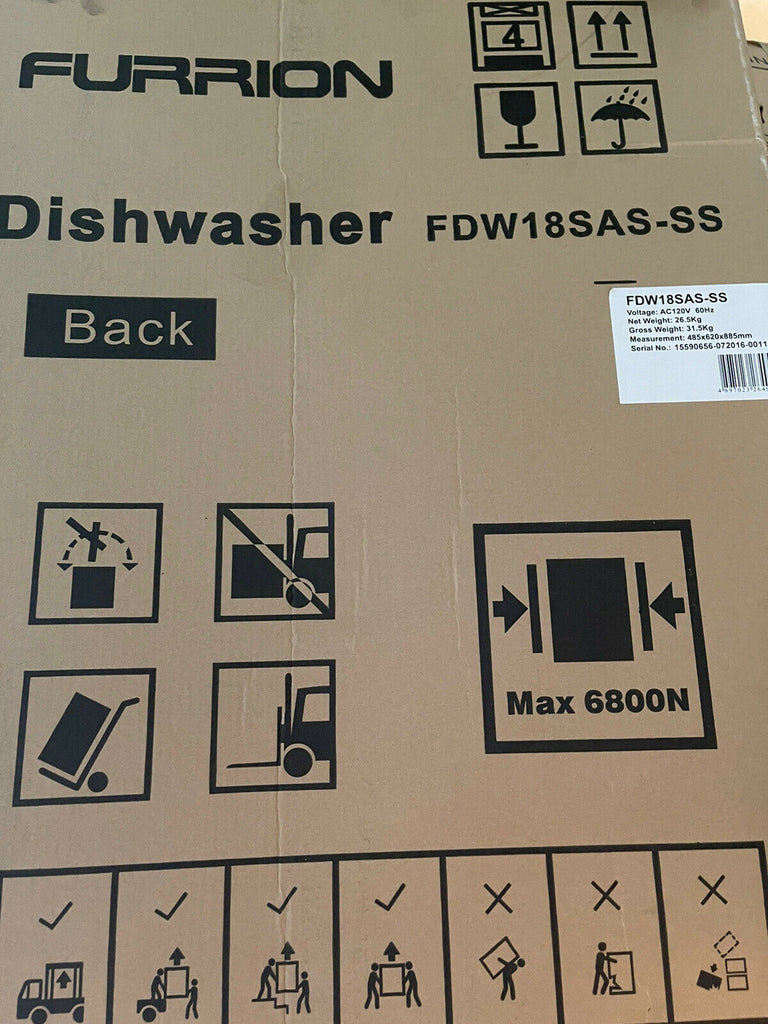 FURRION
4
Dishwasher FDW18SAS-SS
Back
FDW18SAS-SS
Voltage: AC120V 60Hz
Net Weight: 26.5Kg
Gross Weight: 31.5Kg
Measurement: 485x620x885mm
Serial No.: 15590656-072016-0011
Max 6800N